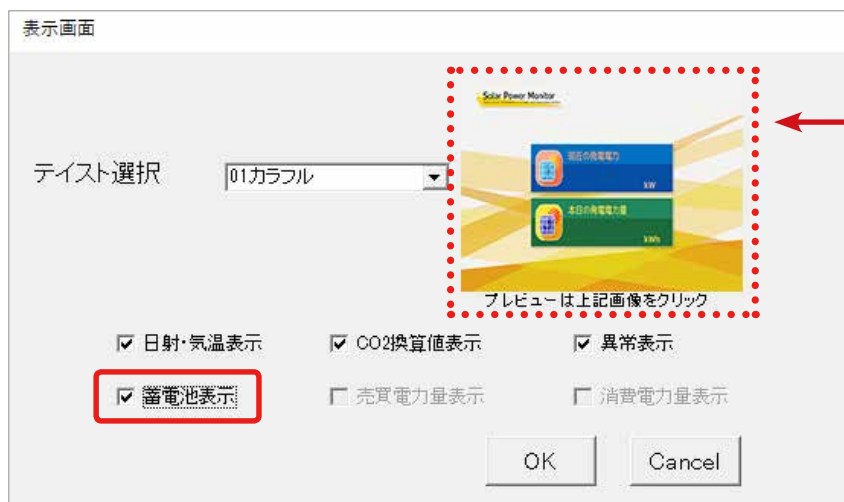 表示画面
Solar Power Monitor
テイスト選択
01カラフル
現在の発電電力
kW
本日の発電電力量
kWh
プレビューは上記画像をクリック
日射・気温表示
CO2換算値表示
異常表示
蓄電池表示
売買電力量表示
消費電力量表示
OK
Cancel